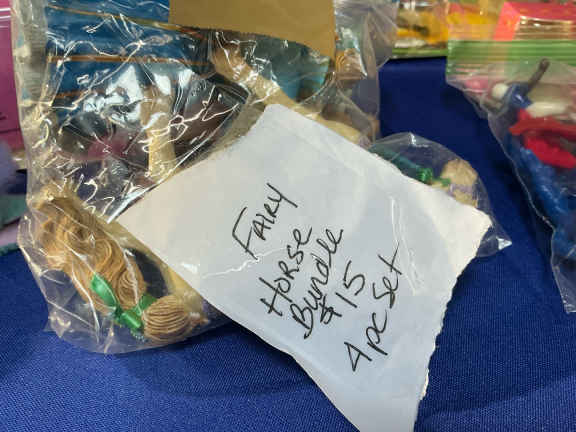 FAIRY
HORSE
Bundle
$15
4pc Set